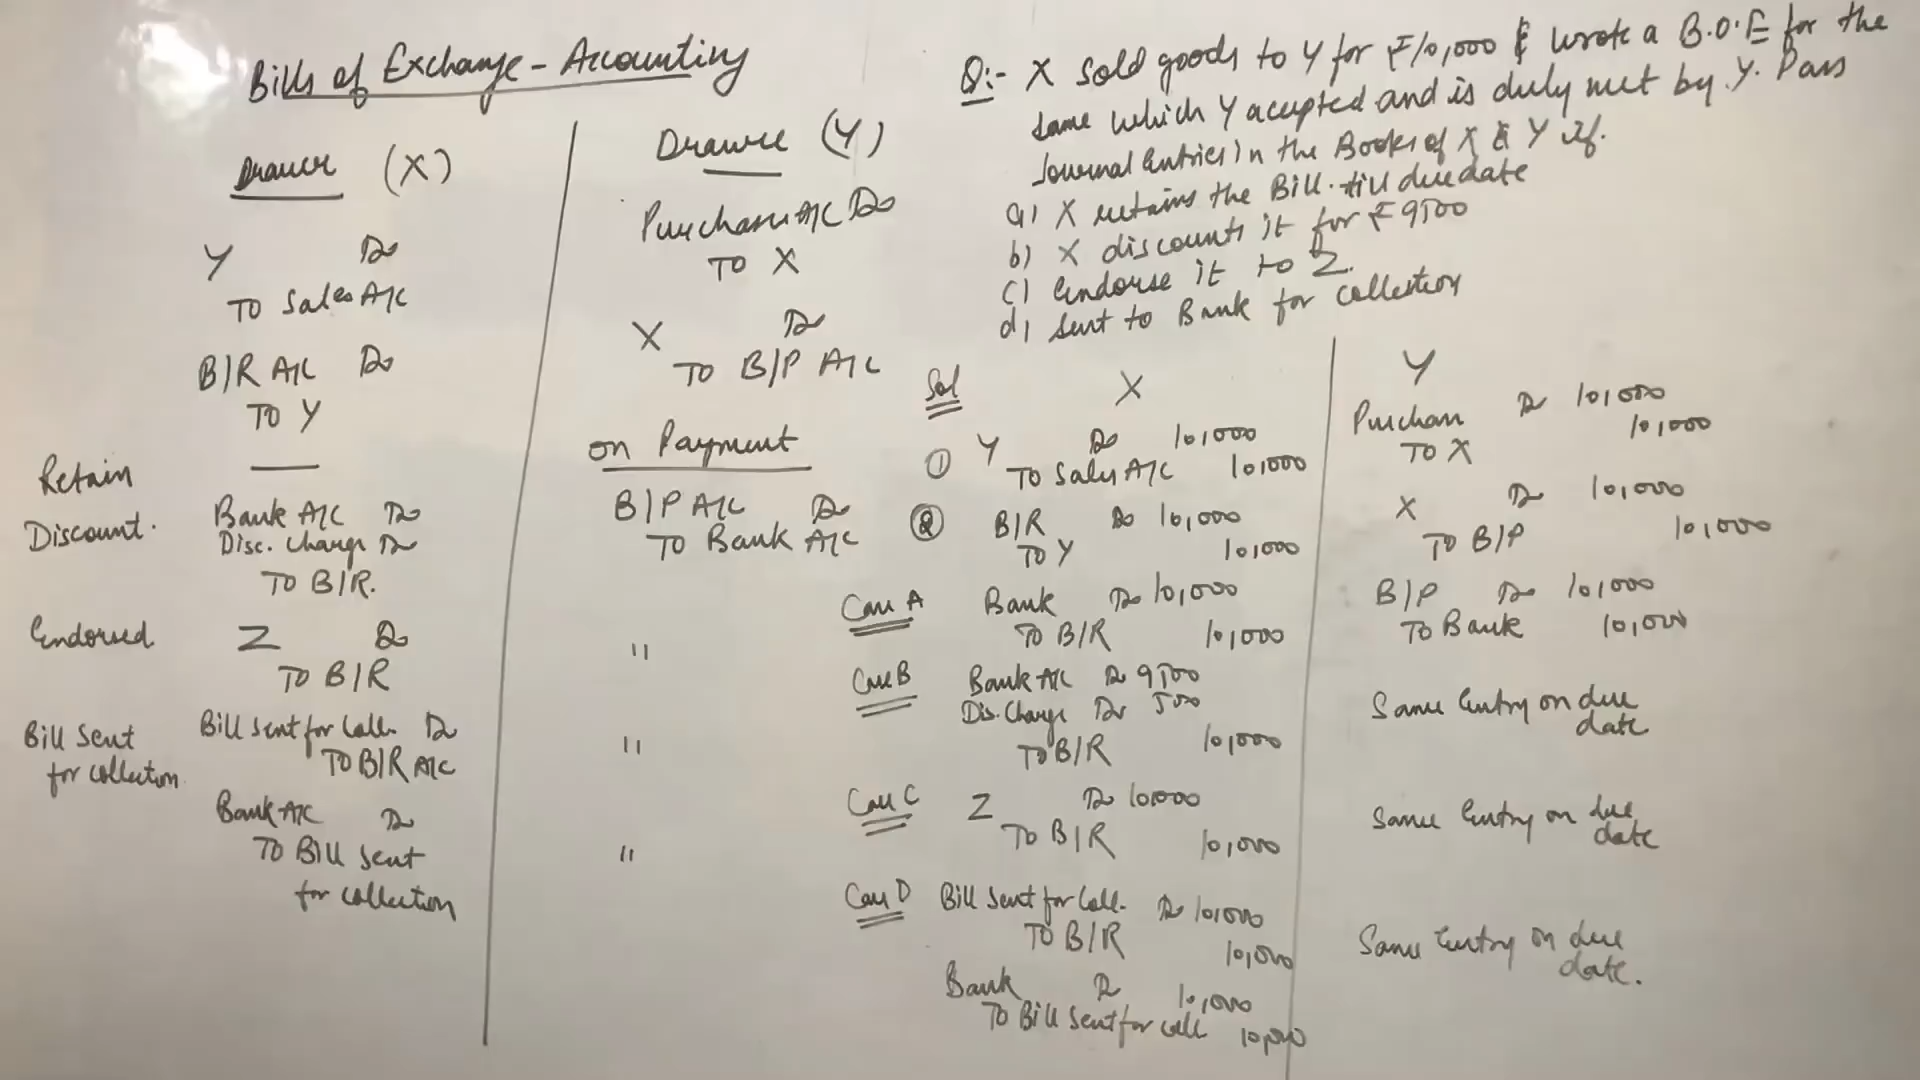 Bills of Exchange - Accounting
Drawer (X)
Y Dr
To Sales A/c
B/R A/c Dr
To Y
Retain
Discount.
Bank A/c Dr
Disc. Charge Dr
To B/R.
Endorsed
Z Dr
To B/R
Bill Sent
for collection
Bill Sent for Coll. Dr
To B/R A/c
Bank A/c Dr
To Bill Sent
for collection
Drawee (Y)
Purchases A/c Dr
To X
X Dr
To B/P A/c
on Payment
B/P A/c Dr
To Bank A/c
"
"
"
Q:- X sold goods to Y for ₹10,000 & wrote a B.O.E for the
same which Y accepted and is duly met by Y. Pass
Journal Entries in the Books of X & Y if.
a) X retains the Bill till due date
b) X discounts it for ₹9500
c) Endorse it to Z.
d) Sent to Bank for collection
Sol
X
① Y Dr 10,000
To Sales A/c 10,000
② B/R Dr 10,000
To Y 10,000
Case A Bank Dr 10,000
To B/R 10,000
Case B Bank A/c Dr 9500
Dis. Charge Dr 500
To B/R 10,000
Case C Z Dr 10,000
To B/R 10,000
Case D Bill Sent for Coll. Dr 10,000
To B/R 10,000
Bank Dr 10,000
To Bill Sent for coll 10,000
Y
Purchase Dr 10,000
To X 10,000
X Dr 10,000
To B/P 10,000
B/P Dr 10,000
To Bank 10,000
Same Entry on due
date
Same Entry on due
date
Same Entry on due
date.